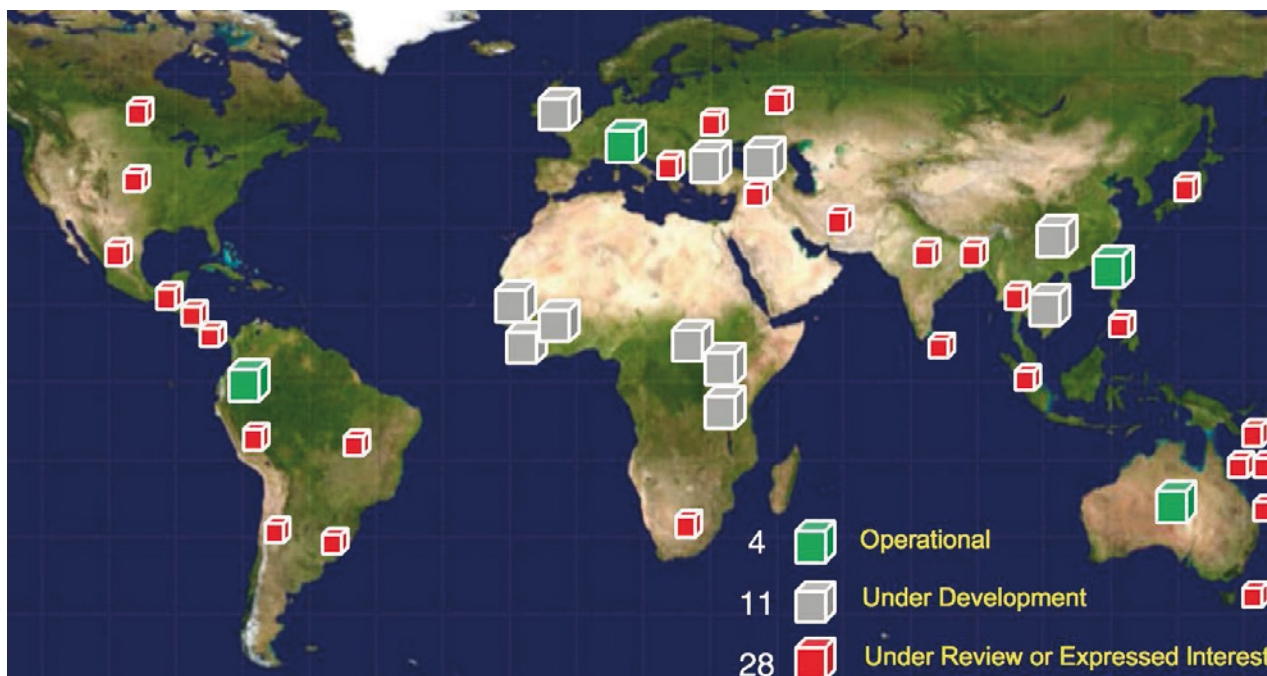 4 Operational
11 Under Development
28 Under Review or Expressed Interest